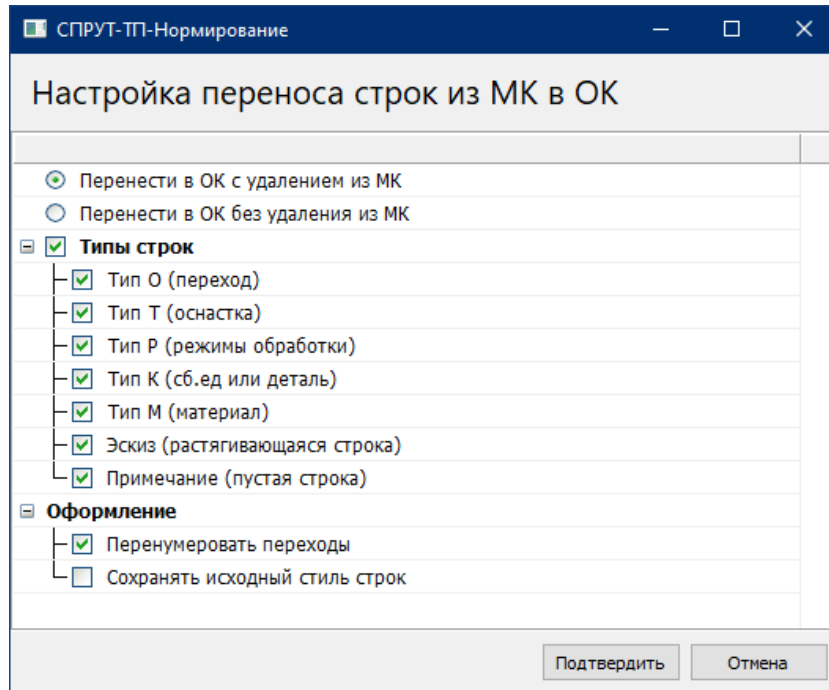 СПРУТ-ТП-Нормирование
Настройка переноса строк из МК в ОК
Перенести в ОК с удалением из МК
Перенести в ОК без удаления из МК
Типы строк
Тип О (переход)
Тип Т (оснастка)
Тип Р (режимы обработки)
Тип К (сб.ед или деталь)
Тип М (материал)
Эскиз (растягивающаяся строка)
Примечание (пустая строка)
Оформление
Перенумеровать переходы
Сохранять исходный стиль строк
Подтвердить Отмена